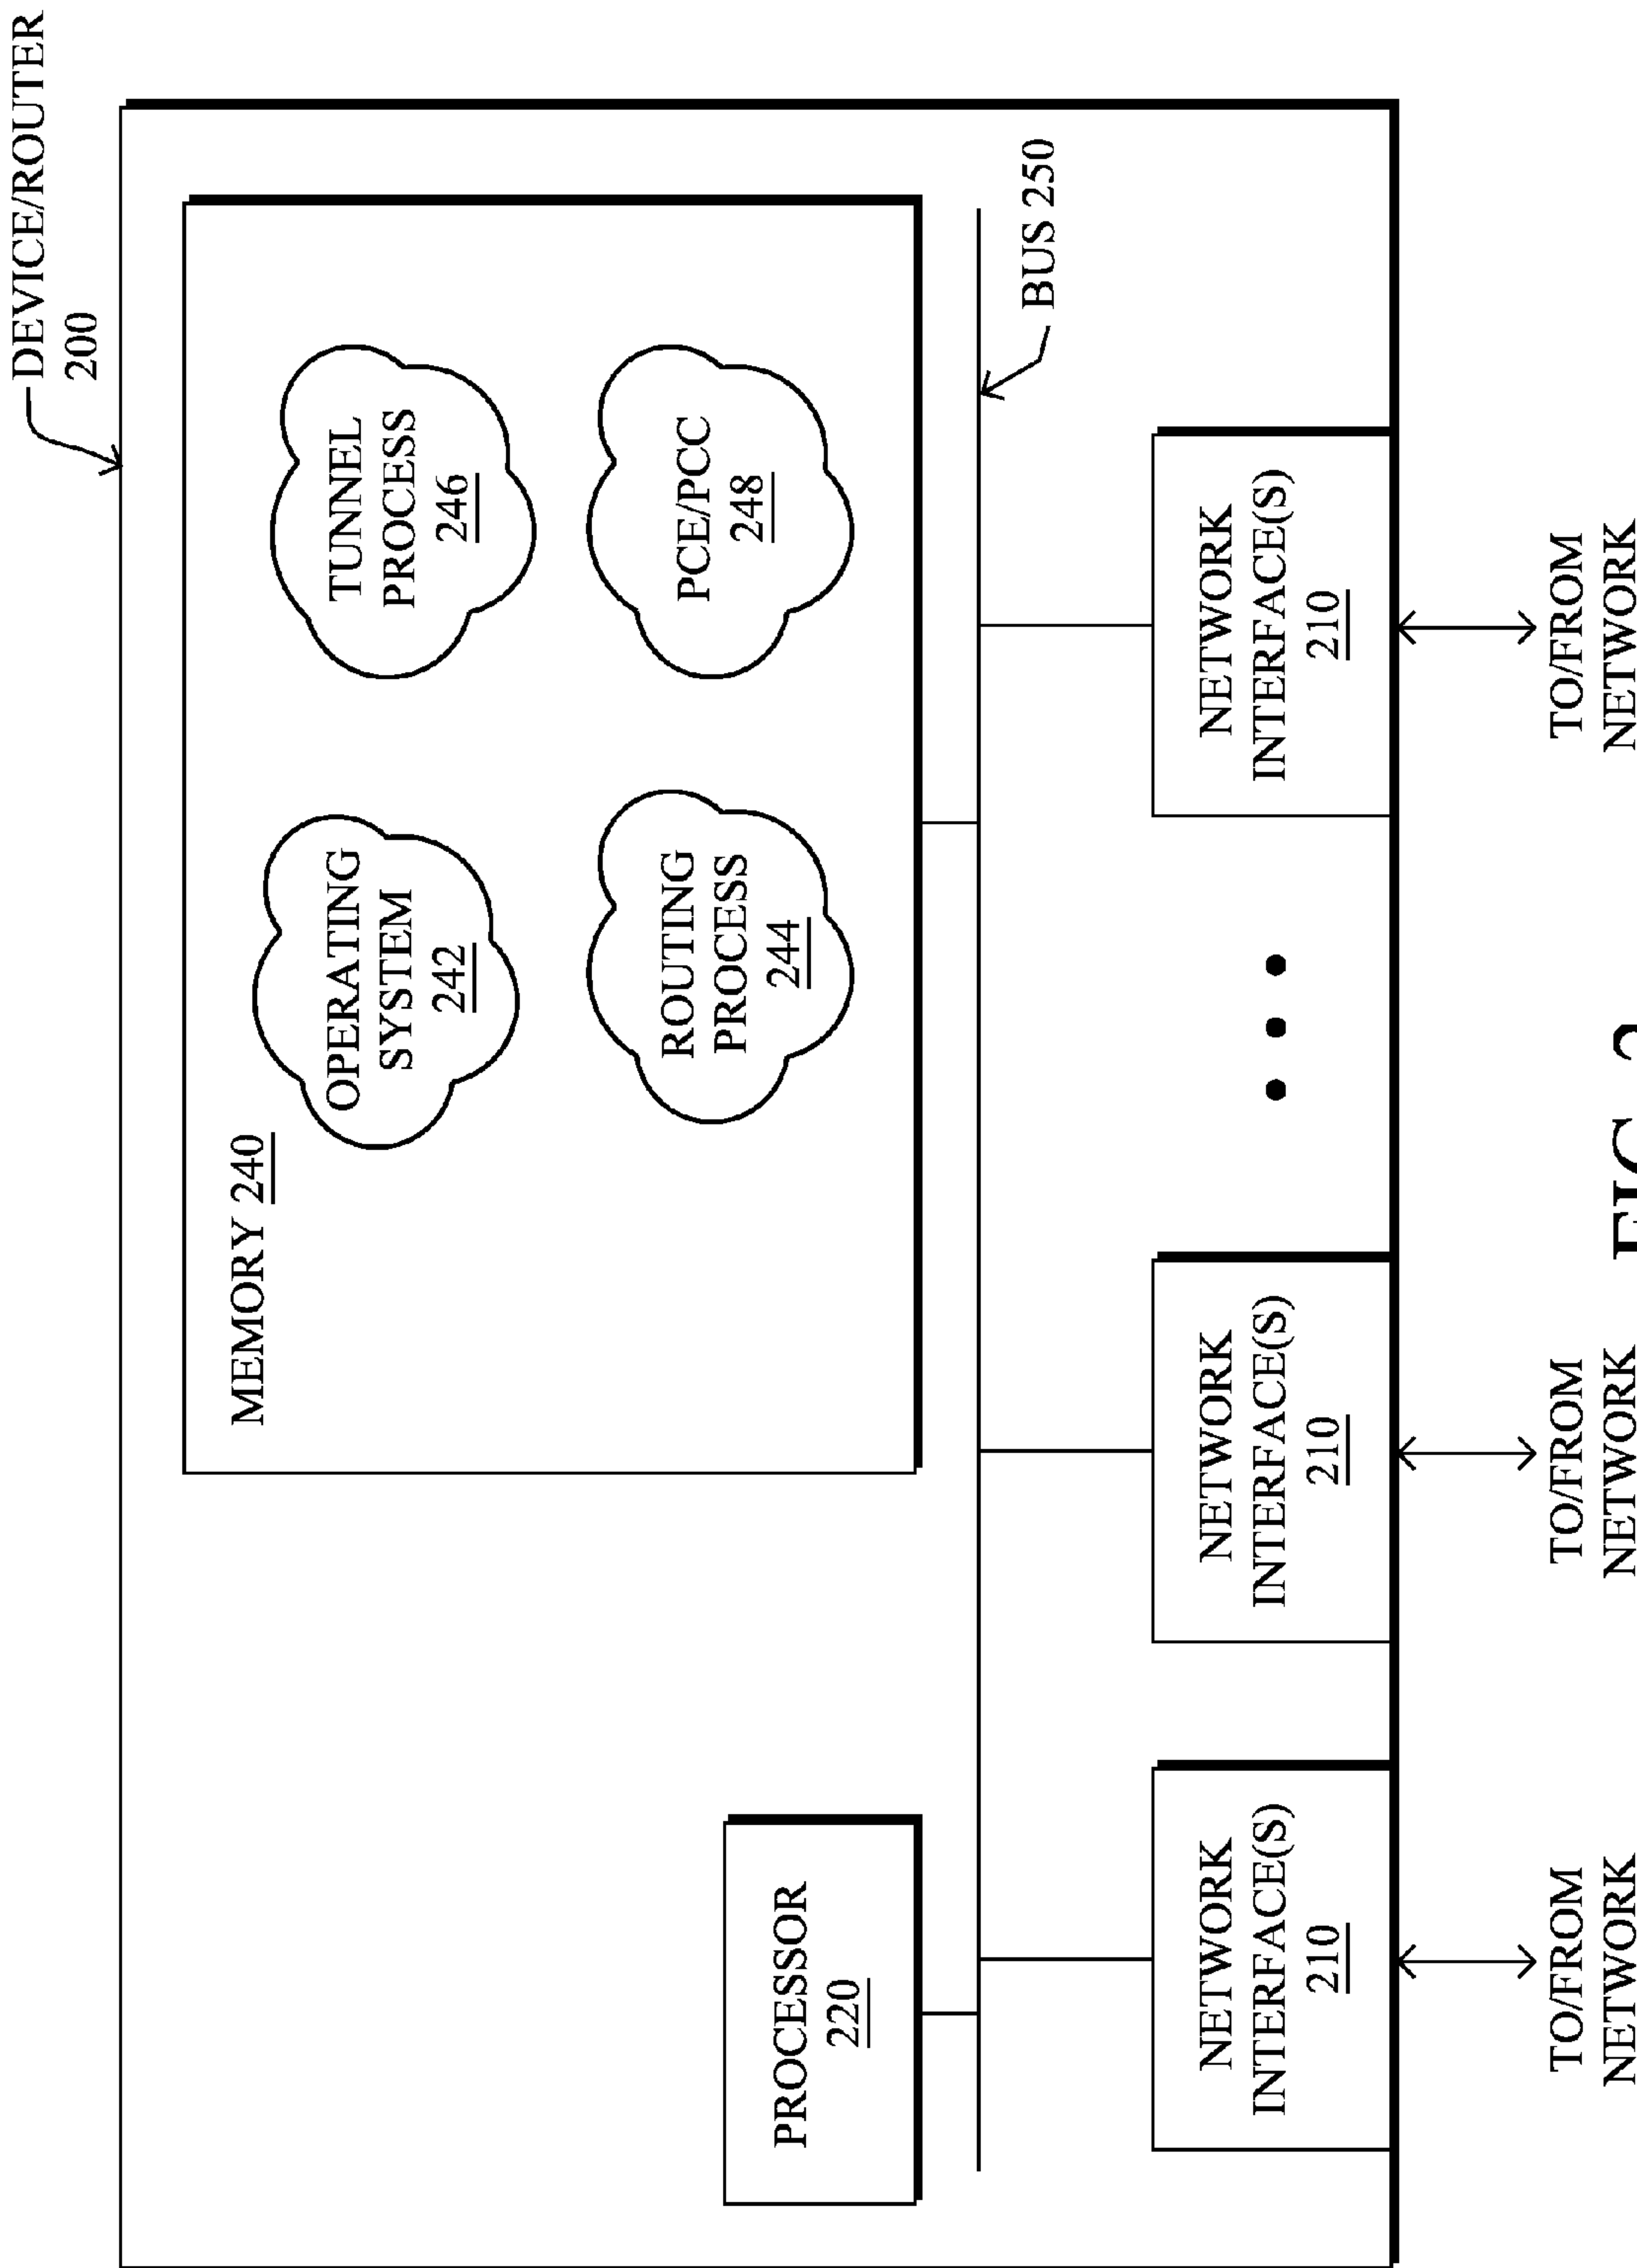 DEVICE/ROUTER
200
MEMORY 240
OPERATING
SYSTEM
242
TUNNEL
PROCESS
246
ROUTING
PROCESS
244
PCE/PCC
248
PROCESSOR
220
BUS 250
NETWORK
INTERFACE(S)
210
NETWORK
INTERFACE(S)
210
NETWORK
INTERFACE(S)
210
TO/FROM
NETWORK
TO/FROM
NETWORK
TO/FROM
NETWORK
FIG.